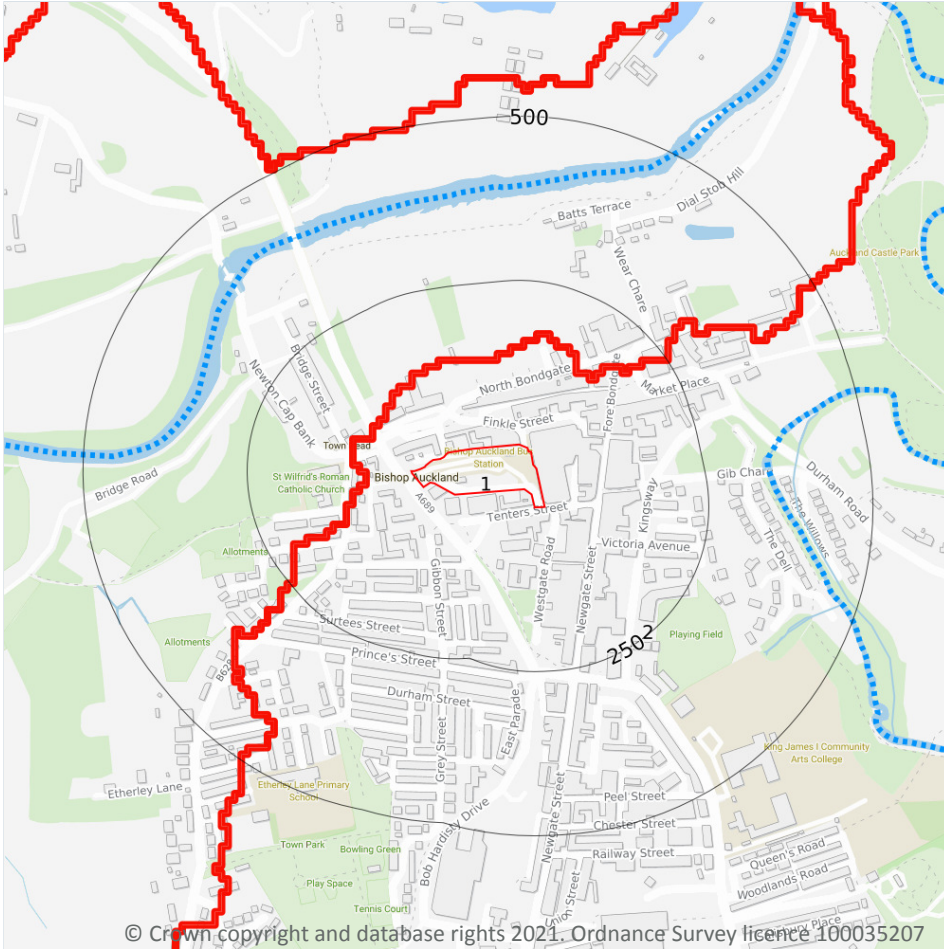 500
Dial Stob Hill
Batts Terrace
Wear Chare
Auckland Castle Park
Bridge Street
Newton Cap Bank
North Bondgate
Fore Bondgate
Market Place
Finkle Street
Town Head
Bishop Auckland Bus
Station
St Wilfrid's Roman
Catholic Church
Bishop Auckland
1
A689
Bridge Road
Gib Chare
Durham Road
Kingsway
The Willows
Tenters Street
Westgate Road
Newgate Street
Victoria Avenue
The Dell
Allotments
Gibbon Street
Surtees Street
Allotments
Playing Field
250
2
Prince's Street
Durham Street
Grey Street
East Parade
King James I Community
Arts College
Etherley Lane
Etherley Lane Primary
School
Peel Street
Newgate Street
Chester Street
Bob Hardisty Drive
Town Park
Bowling Green
Railway Street
Queen's Road
Woodlands Road
Play Space
Tennis Court
Union Street
© Crown copyright and database rights 2021. Ordnance Survey licence 100035207